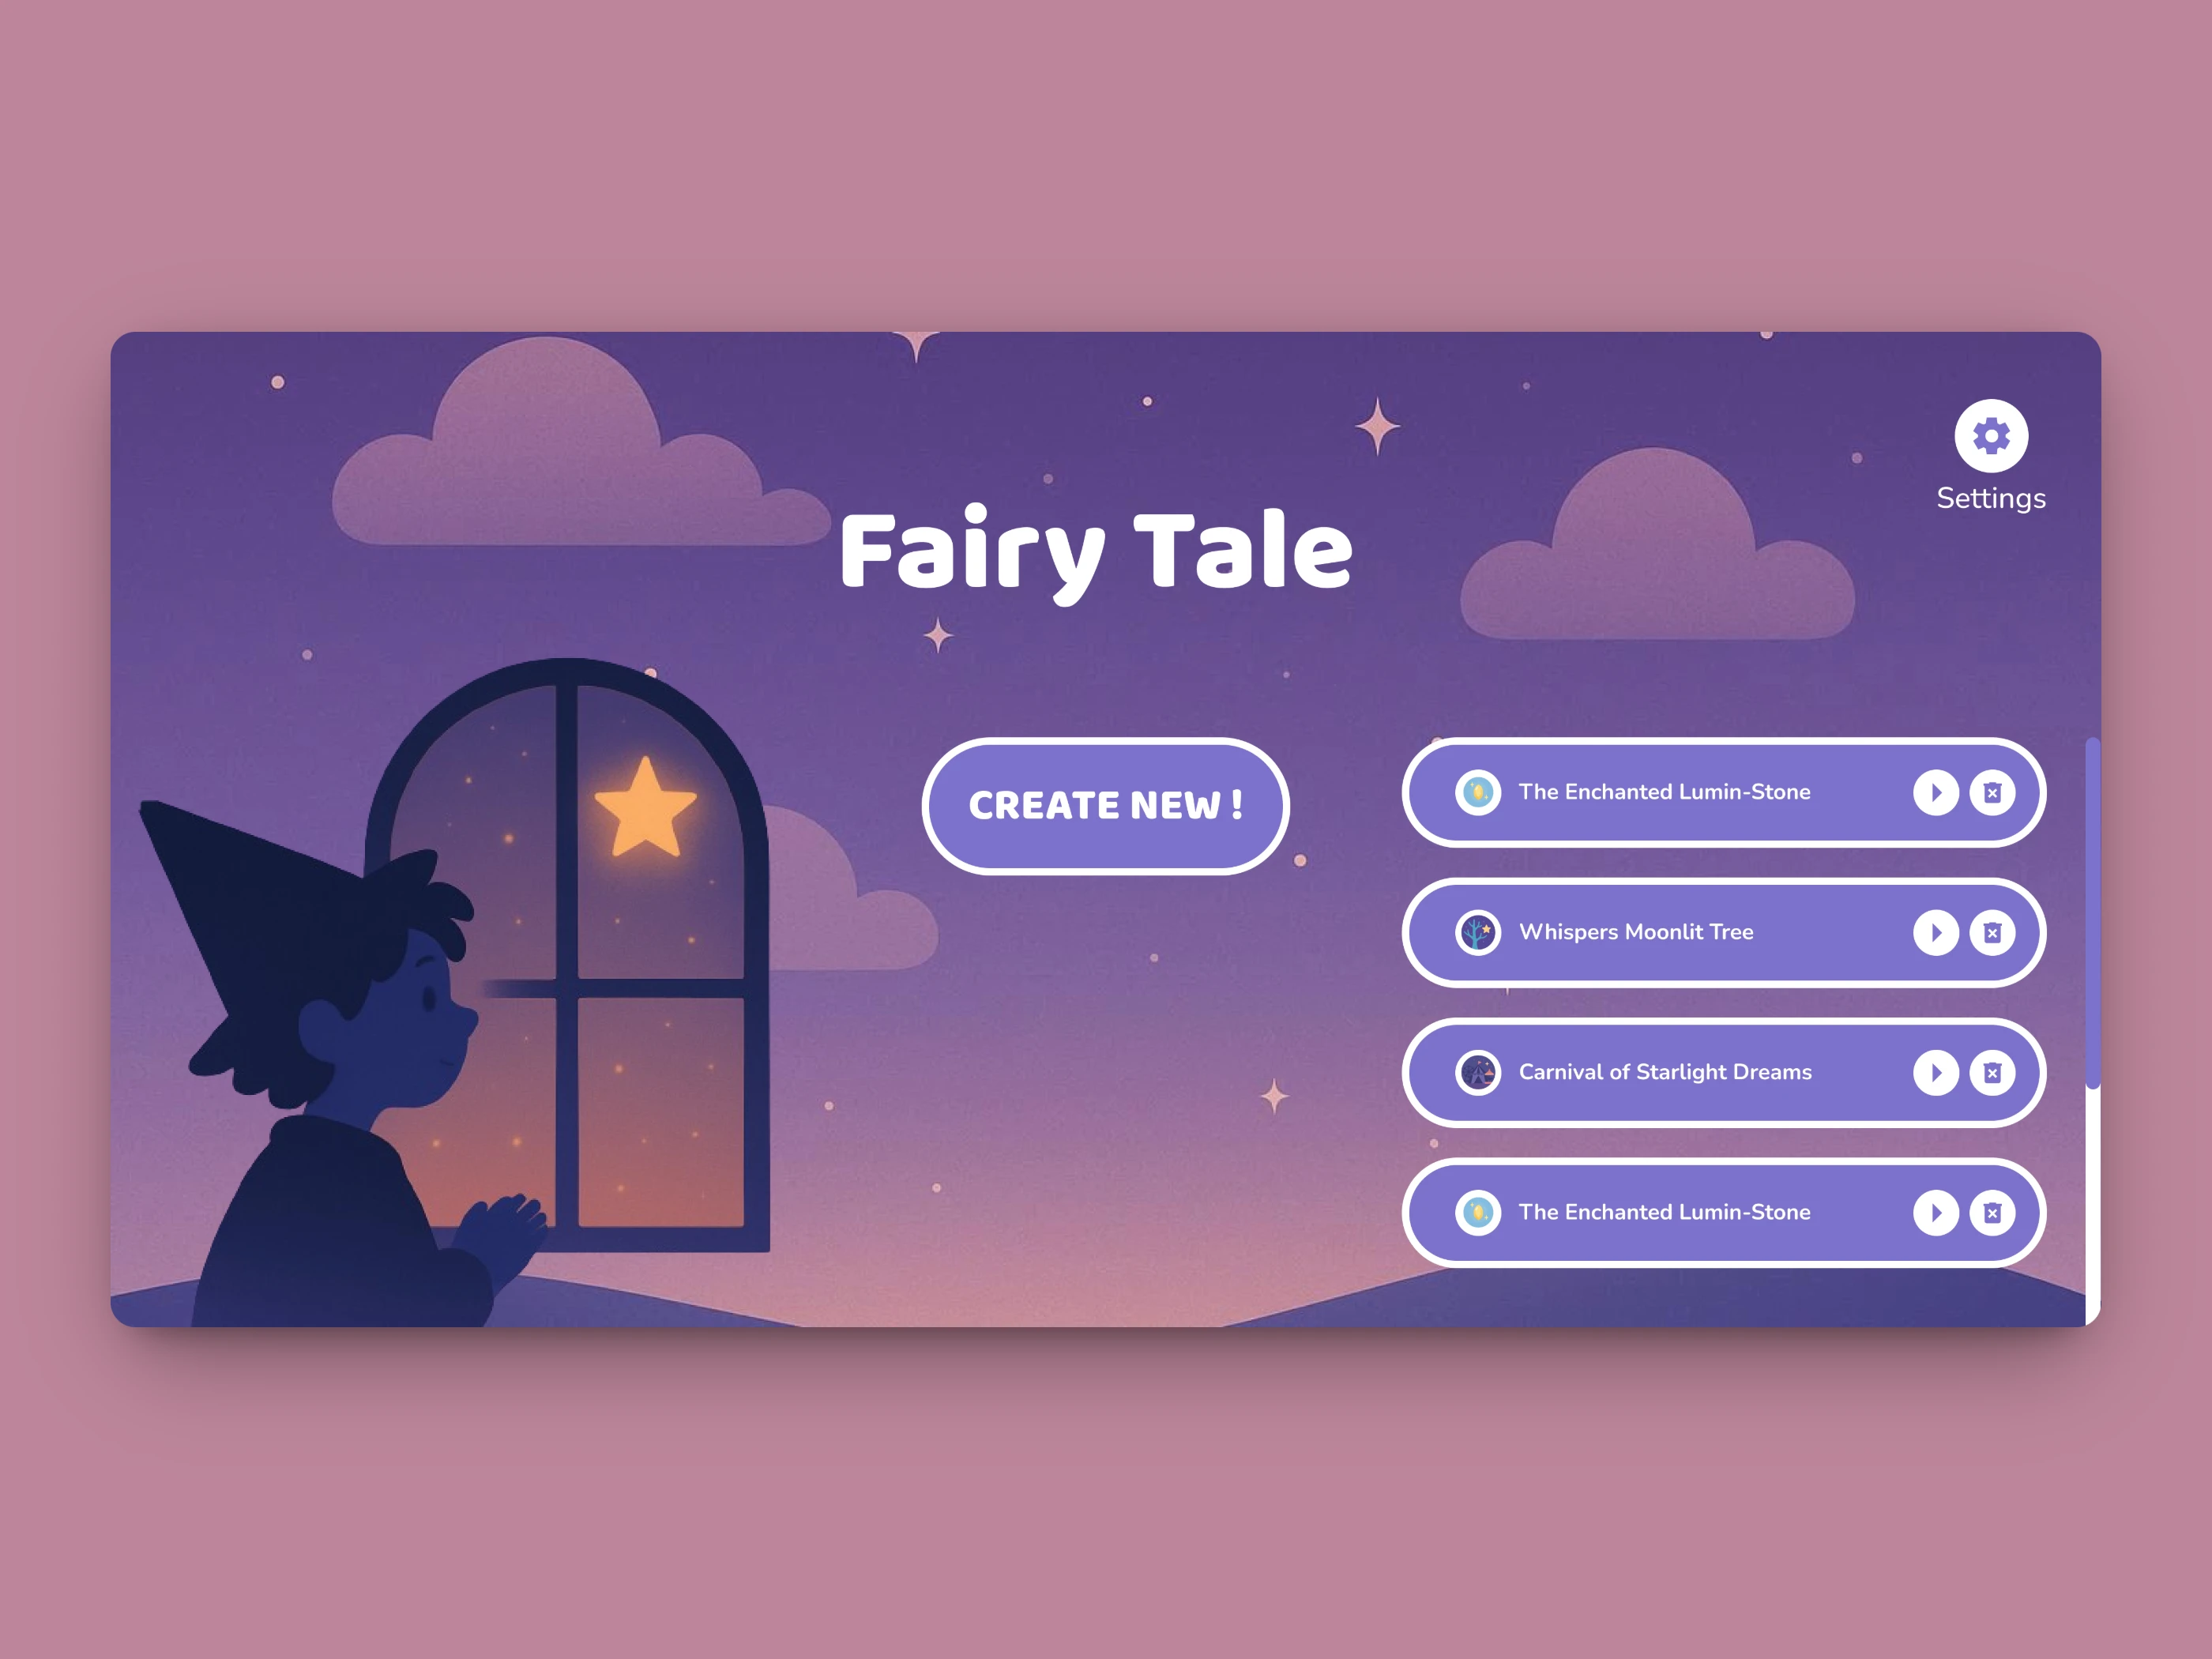 Settings
Fairy Tale
CREATE NEW !
The Enchanted Lumin-Stone
Whispers Moonlit Tree
Carnival of Starlight Dreams
The Enchanted Lumin-Stone